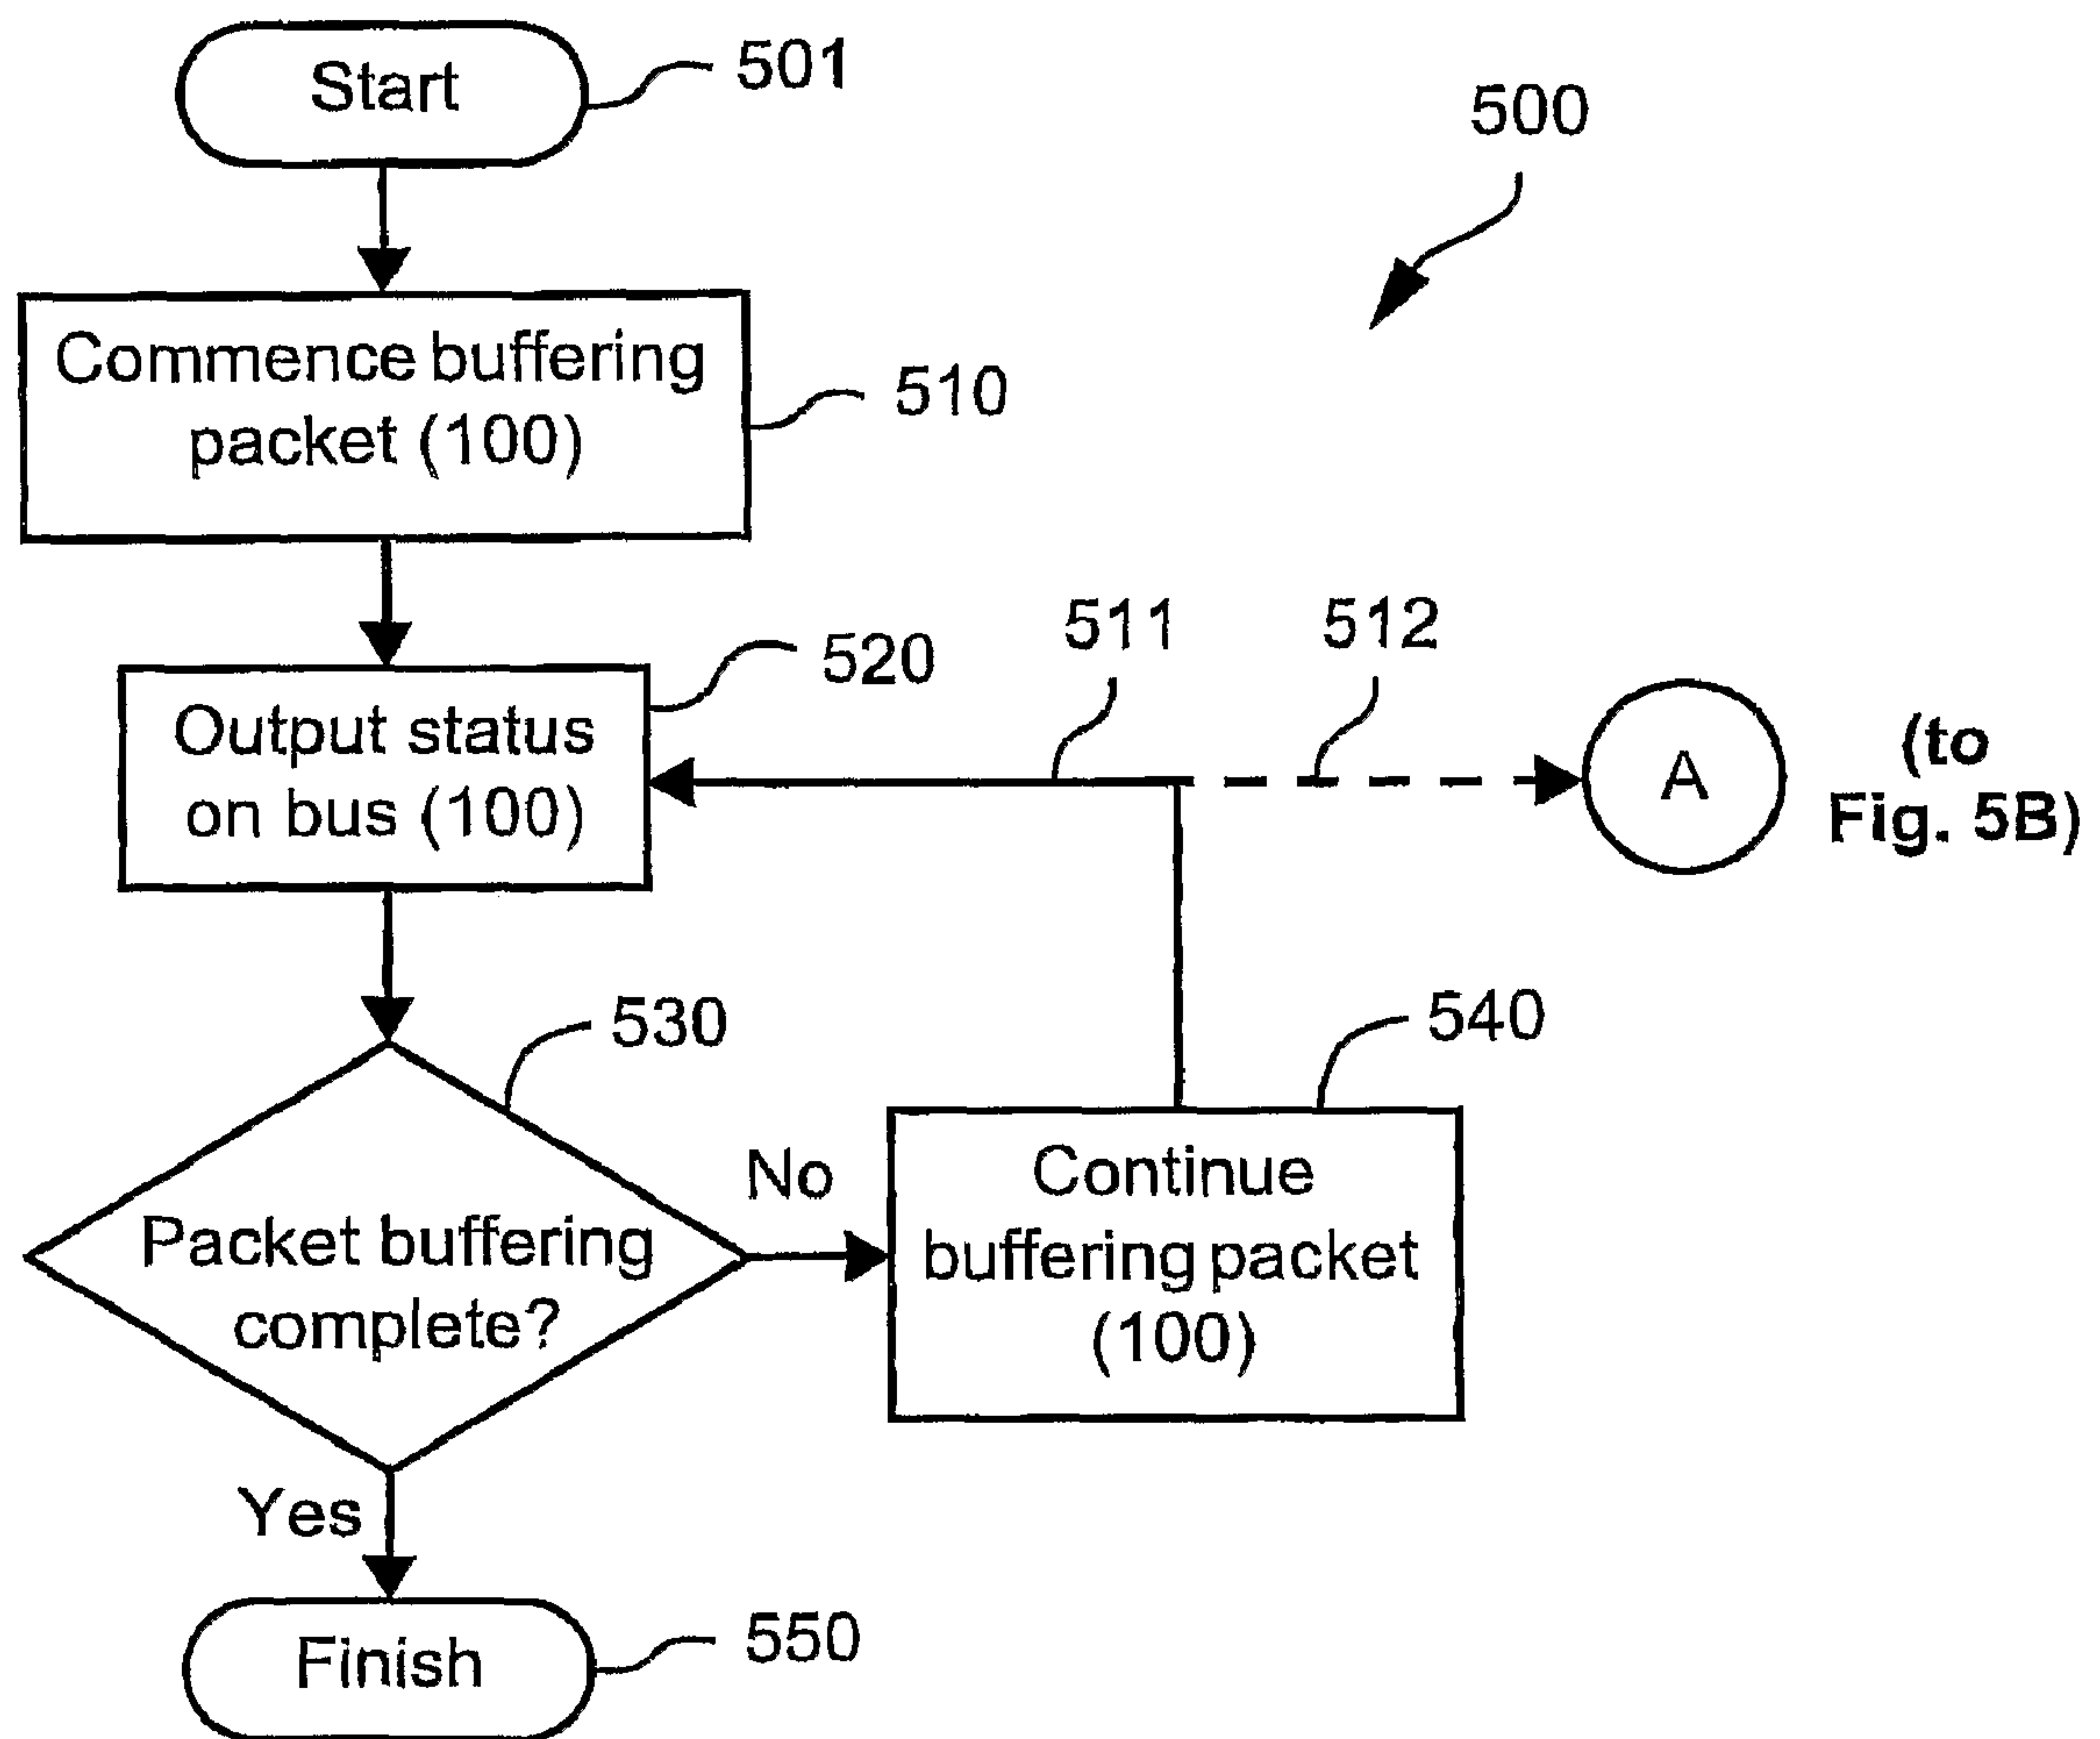 Start
501
500
Commence buffering
packet (100)
510
511
512
520
Output status
on bus (100)
A
(to
Fig. 5B)
530
540
Packet buffering
complete?
No
Continue
buffering packet
(100)
Yes
Finish
550